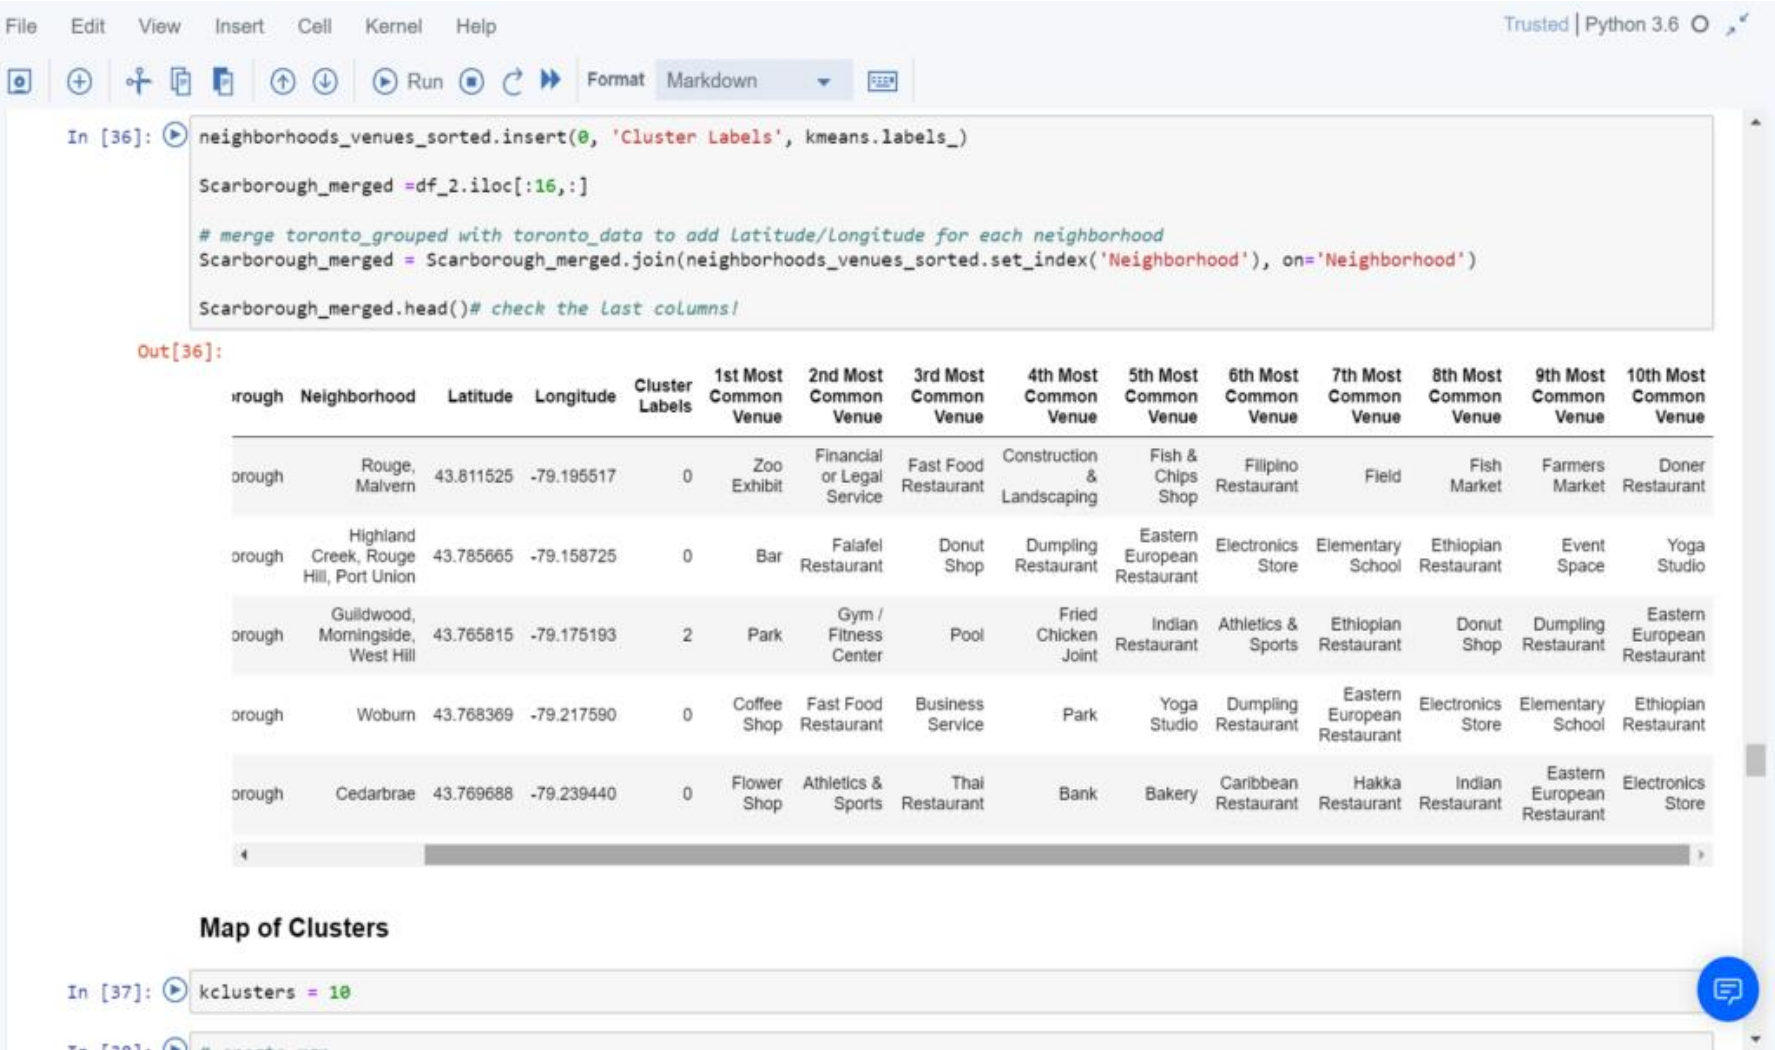 File Edit View Insert Cell Kernel Help Trusted | Python 3.6
Run Format Markdown
In [36]: neighborhoods_venues_sorted.insert(0, 'Cluster Labels', kmeans.labels_)
Scarborough_merged =df_2.iloc[:16,:]
# merge toronto_grouped with toronto_data to add latitude/longitude for each neighborhood
Scarborough_merged = Scarborough_merged.join(neighborhoods_venues_sorted.set_index('Neighborhood'), on='Neighborhood')
Scarborough_merged.head()# check the last columns!
Out[36]:
rough Neighborhood Latitude Longitude Cluster Labels 1st Most Common Venue 2nd Most Common Venue 3rd Most Common Venue 4th Most Common Venue 5th Most Common Venue 6th Most Common Venue 7th Most Common Venue 8th Most Common Venue 9th Most Common Venue 10th Most Common Venue
orough Rouge, Malvern 43.811525 -79.195517 0 Zoo Exhibit Financial or Legal Service Fast Food Restaurant Construction & Landscaping Fish & Chips Shop Filipino Restaurant Field Fish Market Farmers Market Doner Restaurant
orough Highland Creek, Rouge Hill, Port Union 43.785665 -79.158725 0 Bar Falafel Restaurant Donut Shop Dumpling Restaurant Eastern European Restaurant Electronics Store Elementary School Ethiopian Restaurant Event Space Yoga Studio
orough Guildwood, Morningside, West Hill 43.765815 -79.175193 2 Park Gym / Fitness Center Pool Fried Chicken Joint Indian Restaurant Athletics & Sports Ethiopian Restaurant Donut Shop Dumpling Restaurant Eastern European Restaurant
orough Woburn 43.768369 -79.217590 0 Coffee Shop Fast Food Restaurant Business Service Park Yoga Studio Dumpling Restaurant Eastern European Restaurant Electronics Store Elementary School Ethiopian Restaurant
orough Cedarbrae 43.769688 -79.239440 0 Flower Shop Athletics & Sports Thai Restaurant Bank Bakery Caribbean Restaurant Hakka Restaurant Indian Restaurant Eastern European Restaurant Electronics Store
Map of Clusters
In [37]: kclusters = 10